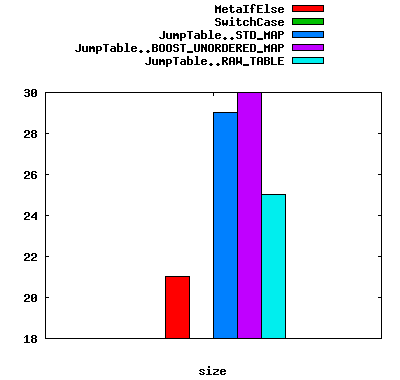 MetaIfElse
SwitchCase
JumpTable..STD_MAP
JumpTable..BOOST_UNORDERED_MAP
JumpTable..RAW_TABLE
30
28
26
24
22
20
18
size